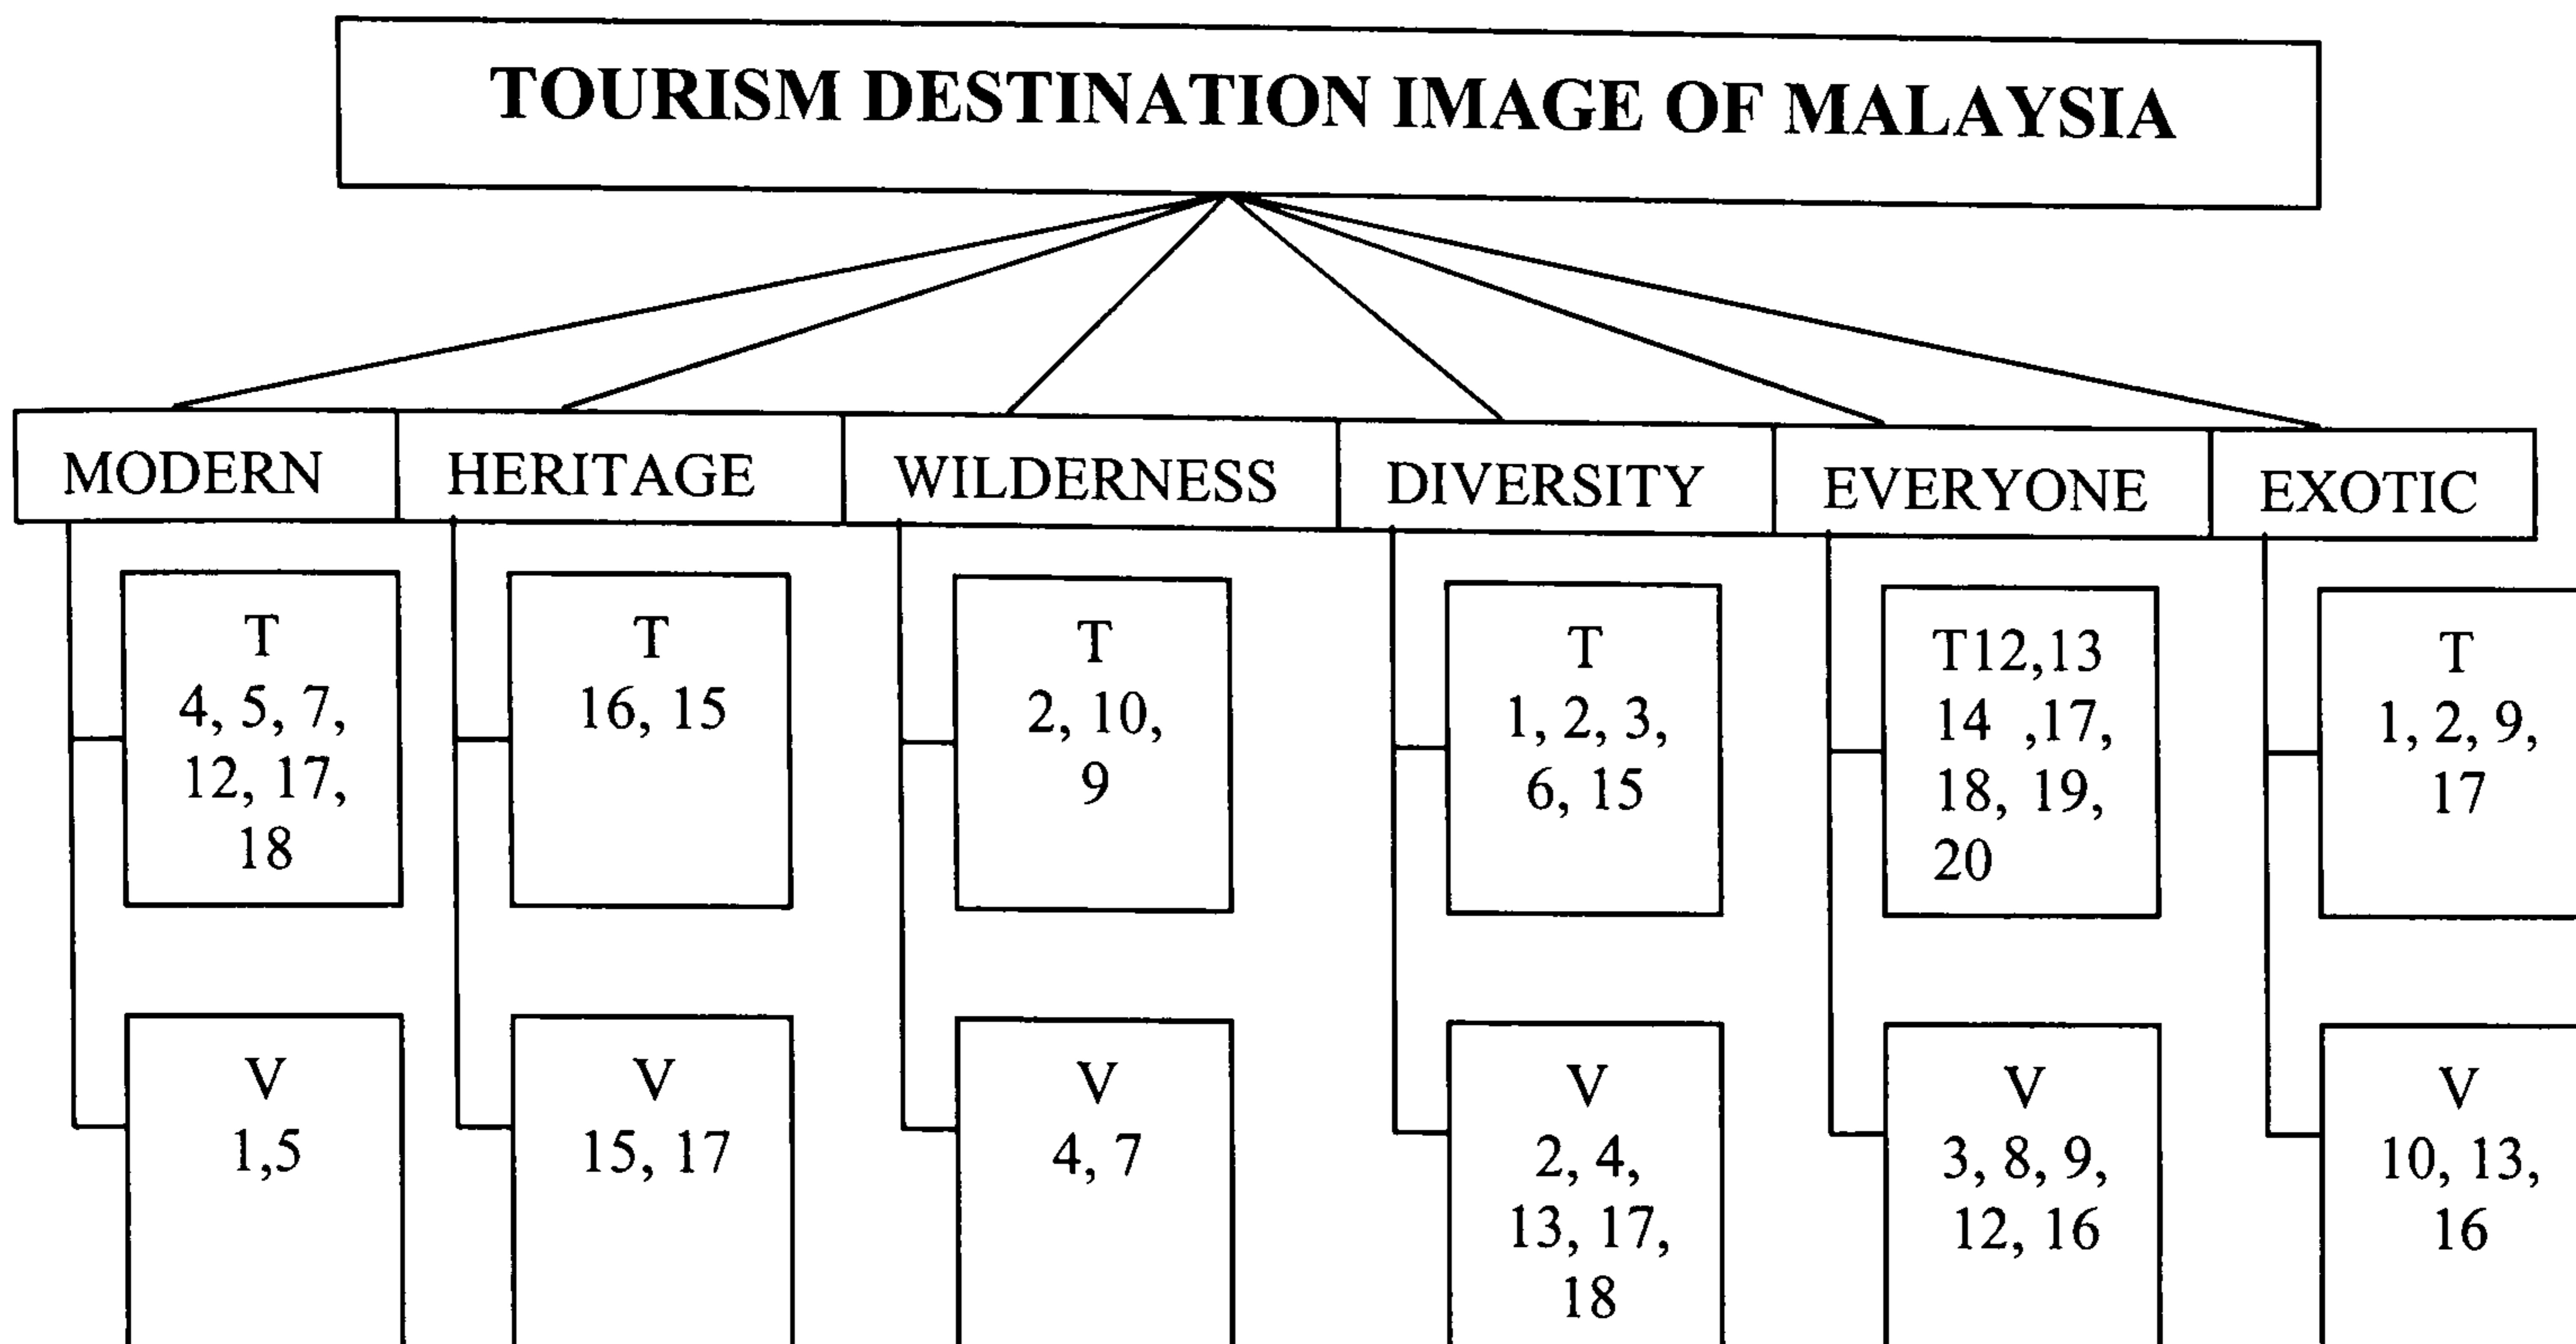 TOURISM DESTINATION IMAGE OF MALAYSIA
MODERN
HERITAGE
WILDERNESS
DIVERSITY
EVERYONE
EXOTIC
T
4, 5, 7,
12, 17,
18
T
16, 15
T
2, 10,
9
T
1, 2, 3,
6, 15
T12,13
14 ,17,
18, 19,
20
T
1, 2, 9,
17
V
1,5
V
15, 17
V
4, 7
V
2, 4,
13, 17,
18
V
3, 8, 9,
12, 16
V
10, 13,
16